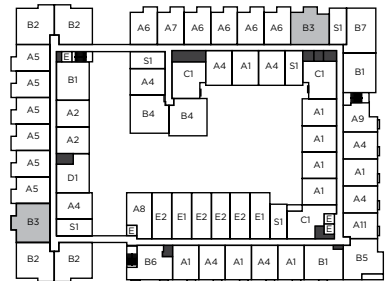 B2 B2 A6 A7 A6 A6 A6 B3 S1 B7
A5 E B1 S1 C1 A4 A1 A4 S1 C1 B1
A5 A4
A5 A2 B4 B4 A1 A9
A5 A2 A1 A4
A5 D1 A1 A4
A5 A1 A4
B3 A4 A8 E2 E1 E2 E2 E2 E1 S1 C1 E A11
S1 E E
B2 B2 B6 A1 A4 A1 A4 A1 B1 B5